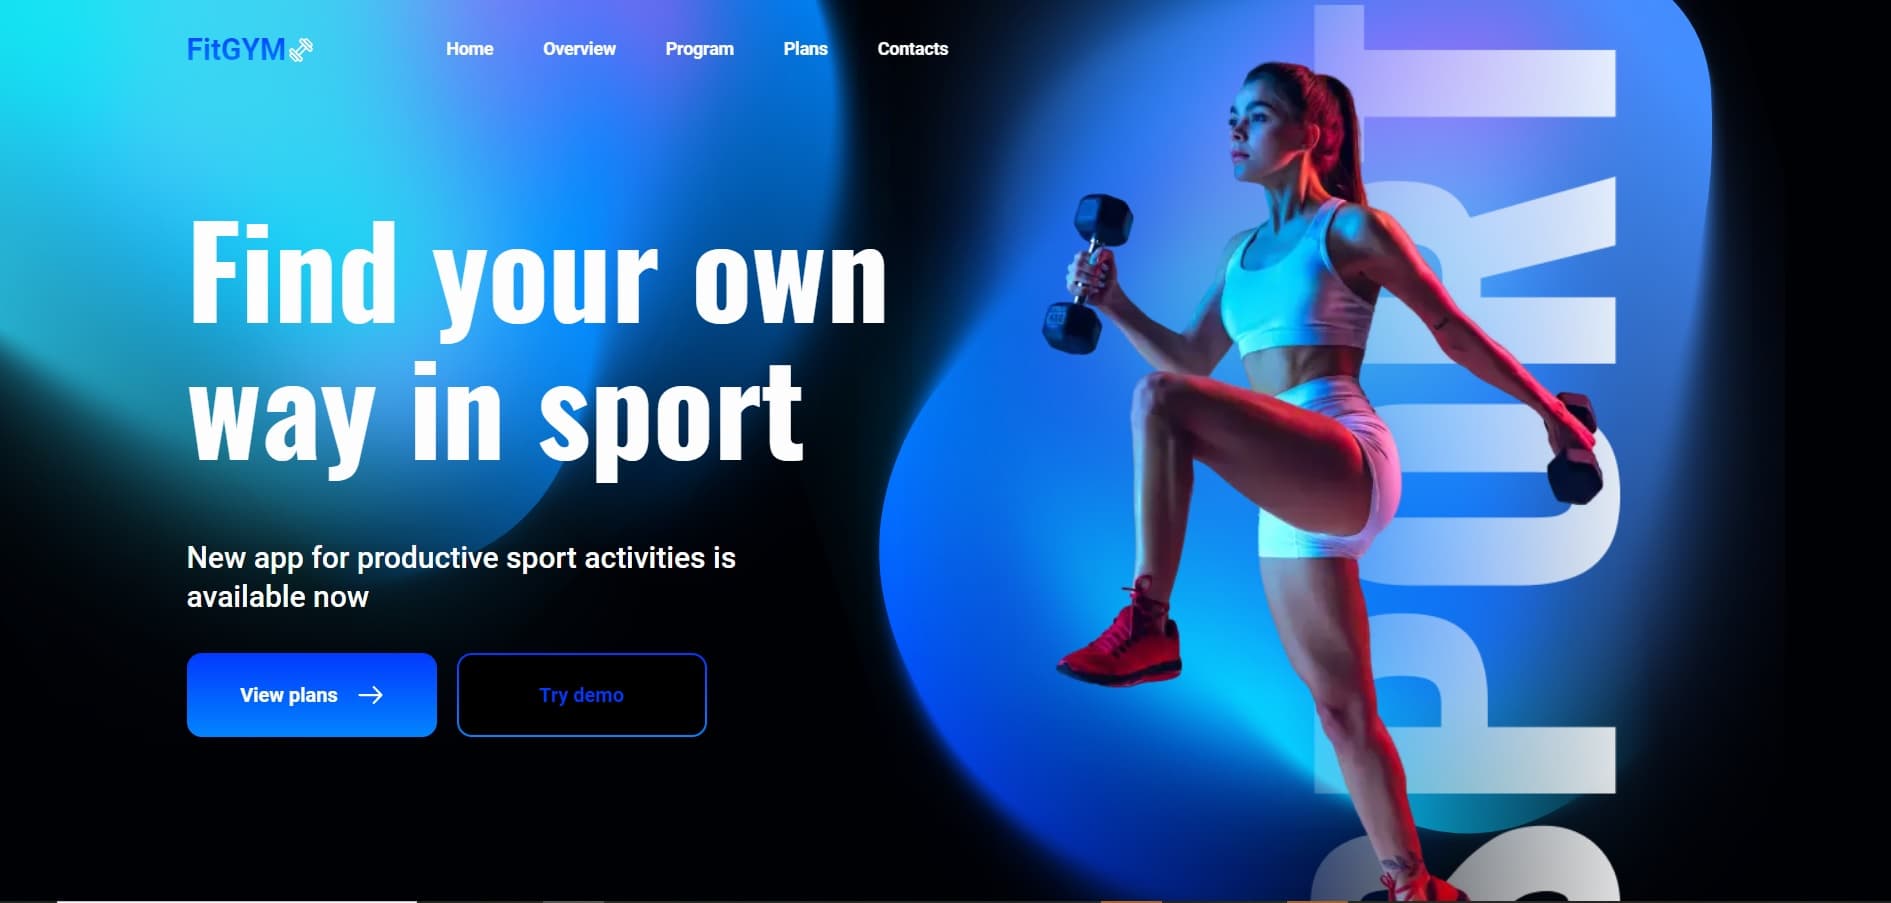 FitGYM
Home
Overview
Program
Plans
Contacts
Find your own
way in sport
New app for productive sport activities is
available now
View plans
Try demo
SPORT